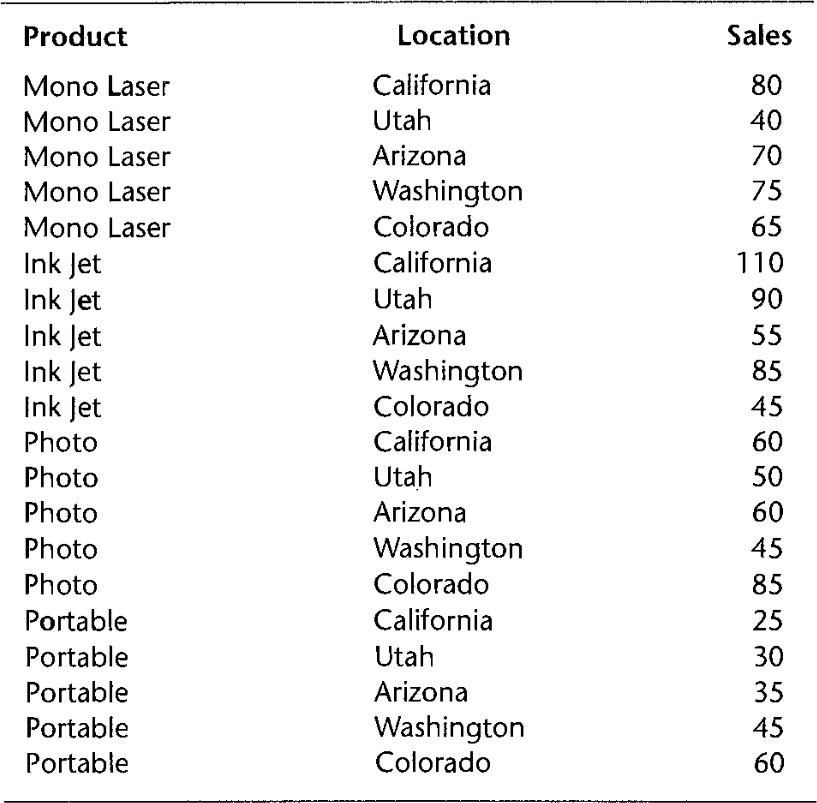 Product Location Sales
Mono Laser California 80
Mono Laser Utah 40
Mono Laser Arizona 70
Mono Laser Washington 75
Mono Laser Colorado 65
Ink Jet California 110
Ink Jet Utah 90
Ink Jet Arizona 55
Ink Jet Washington 85
Ink Jet Colorado 45
Photo California 60
Photo Utah 50
Photo Arizona 60
Photo Washington 45
Photo Colorado 85
Portable California 25
Portable Utah 30
Portable Arizona 35
Portable Washington 45
Portable Colorado 60